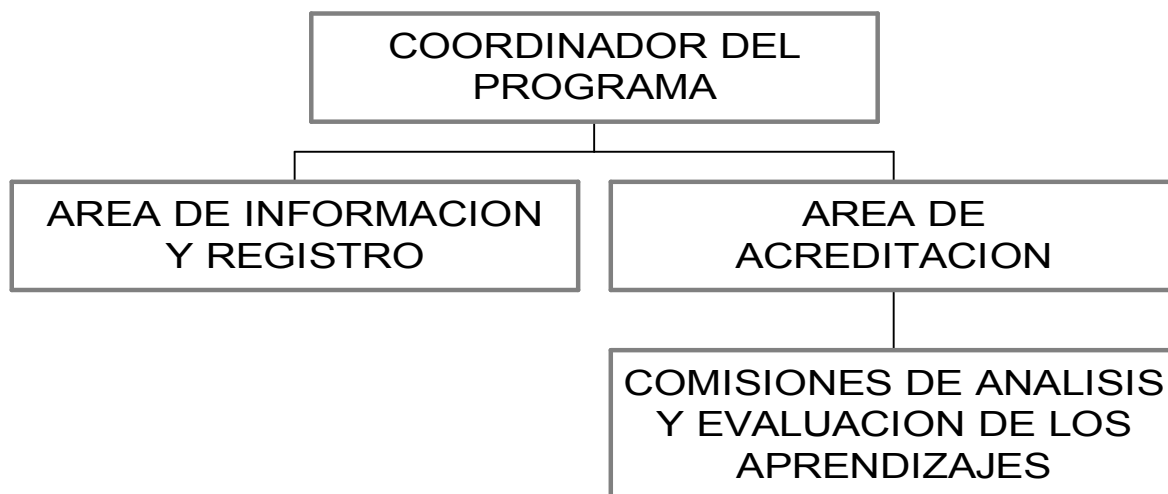 COORDINADOR DEL
PROGRAMA
AREA DE INFORMACION
Y REGISTRO
AREA DE
ACREDITACION
COMISIONES DE ANALISIS
Y EVALUACION DE LOS
APRENDIZAJES